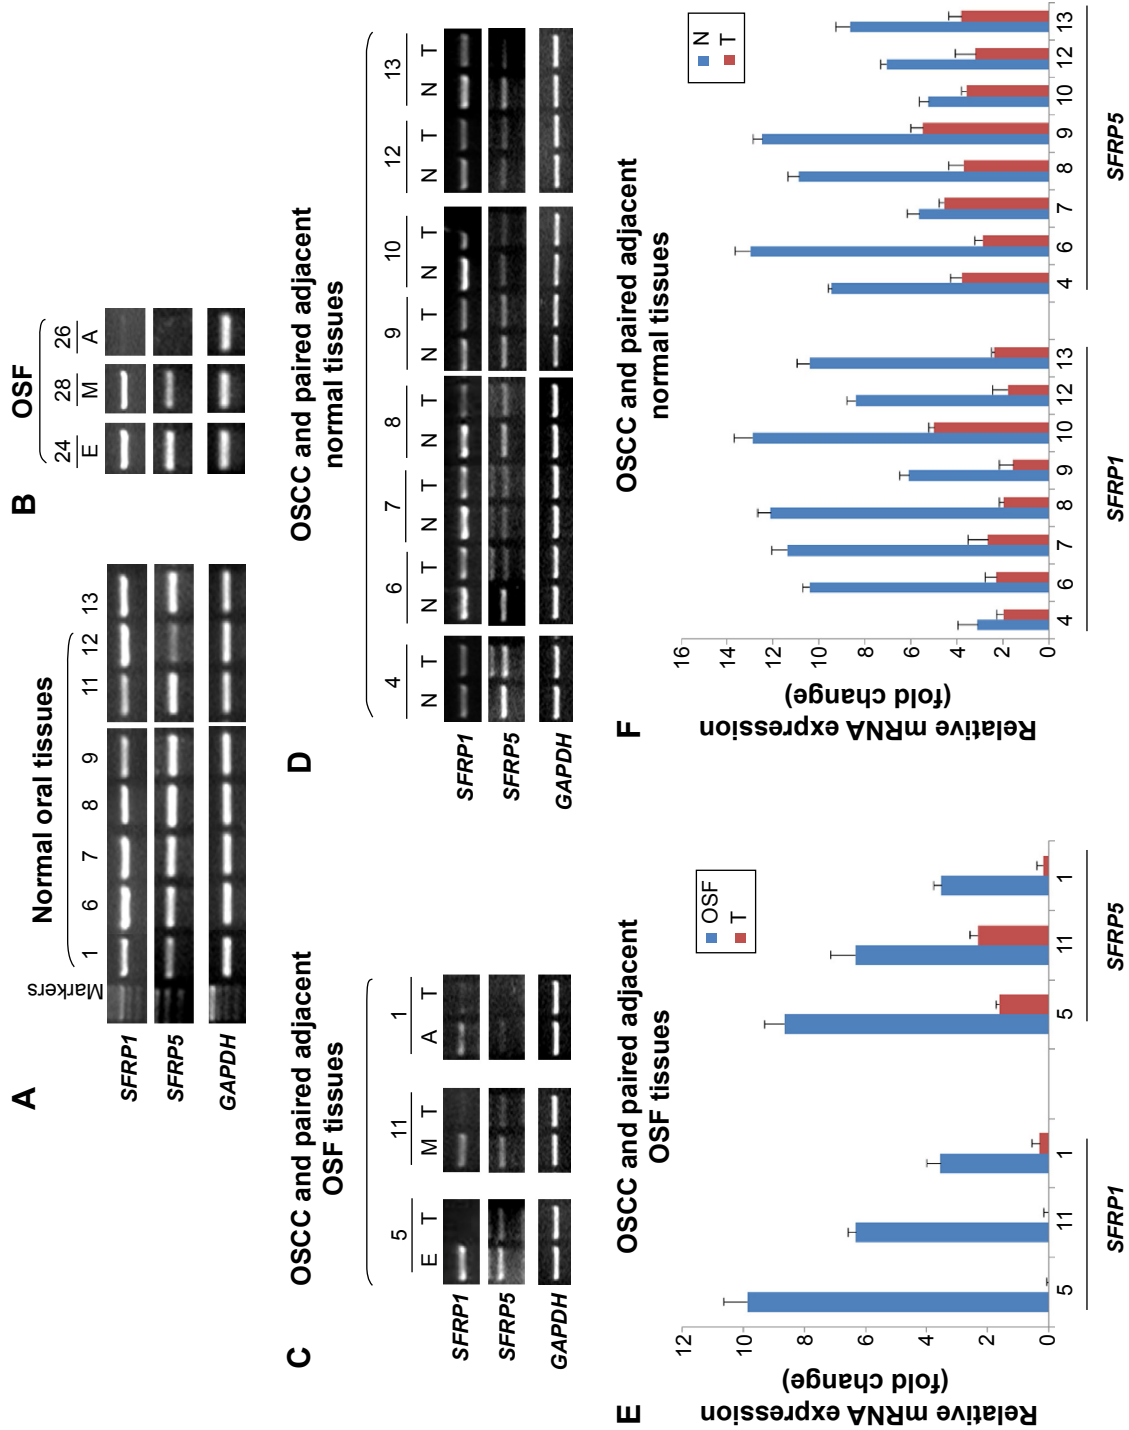 A
Normal oral tissues
Markers 1 6 7 8 9 11 12 13
SFRP1
SFRP5
GAPDH
B
OSF
24 28 26
E M A
C
OSCC and paired adjacent
OSF tissues
5 11 1
E T M T A T
SFRP1
SFRP5
GAPDH
D
OSCC and paired adjacent
normal tissues
4 6 7 8 9 10 12 13
N T N T N T N T N T N T N T N T
SFRP1
SFRP5
GAPDH
E
OSCC and paired adjacent
OSF tissues
Relative mRNA expression
(fold change)
12
10
8
6
4
2
0
OSF
T
5 11 1 5 11 1
SFRP1 SFRP5
F
OSCC and paired adjacent
normal tissues
Relative mRNA expression
(fold change)
16
14
12
10
8
6
4
2
0
N
T
4 6 7 8 9 10 12 13 4 6 7 8 9 10 12 13
SFRP1 SFRP5